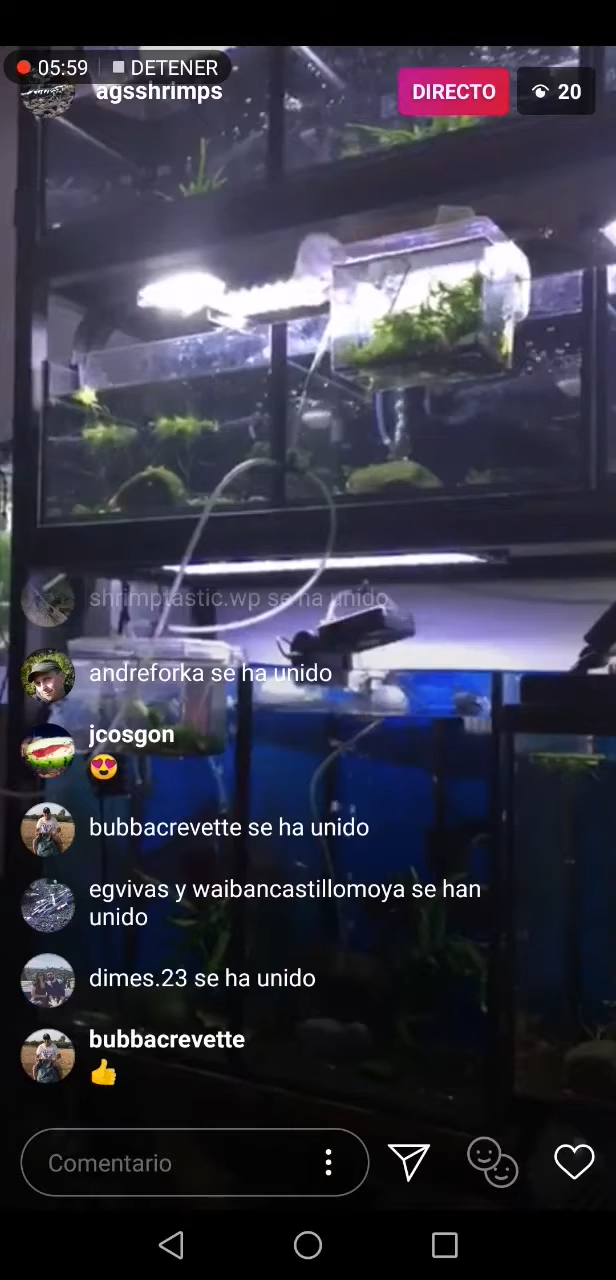 05:59
DETENER
agsshrimps
DIRECTO
20
shrimptastic.wp se ha unido
andreforka se ha unido
jcosgon
😍
bubbacrevette se ha unido
egvivas y waibancastillomoya se han
unido
dimes.23 se ha unido
bubbacrevette
👍
Comentario